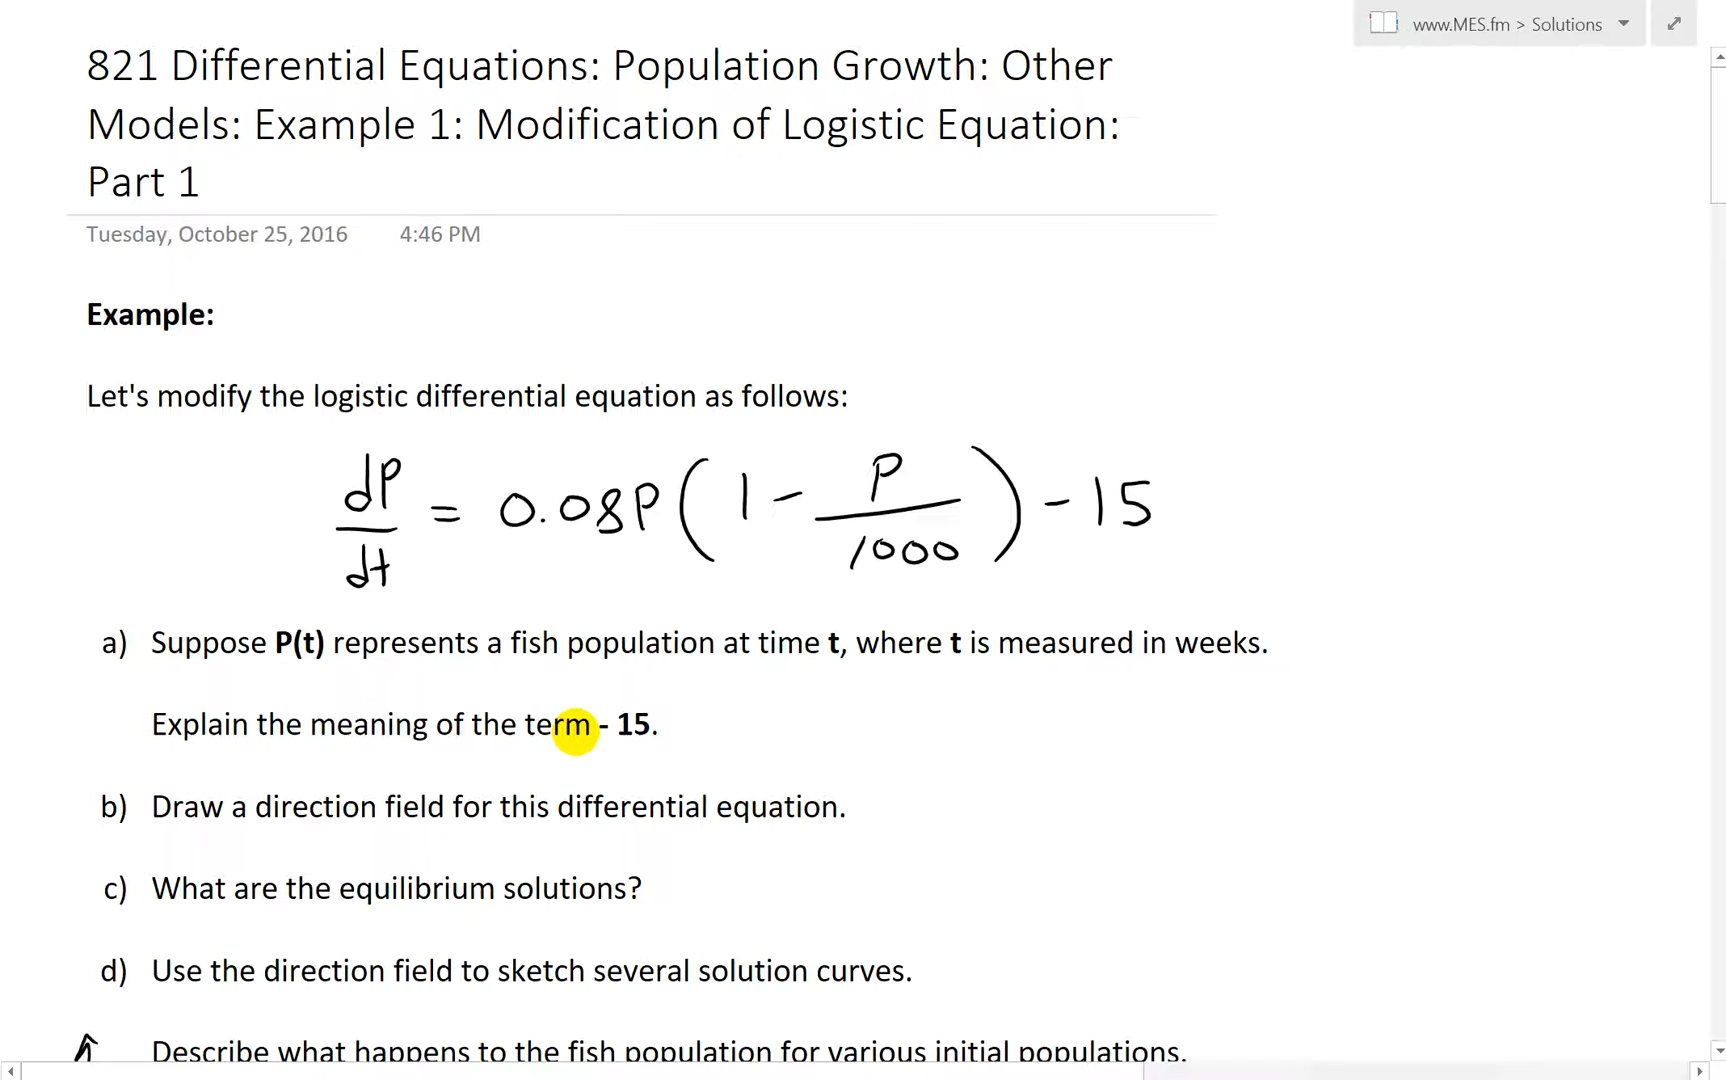 www.MES.fm > Solutions
821 Differential Equations: Population Growth: Other
Models: Example 1: Modification of Logistic Equation:
Part 1
Tuesday, October 25, 2016 4:46 PM
Example:
Let's modify the logistic differential equation as follows:
dP/dt = 0.08P(1 - P/1000) - 15
a) Suppose P(t) represents a fish population at time t, where t is measured in weeks.
Explain the meaning of the term - 15.
b) Draw a direction field for this differential equation.
c) What are the equilibrium solutions?
d) Use the direction field to sketch several solution curves.
Describe what happens to the fish population for various initial populations.